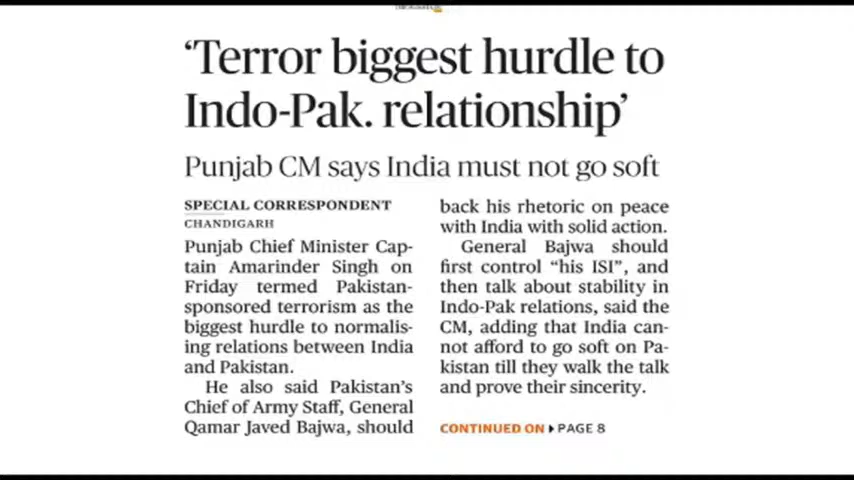 ‘Terror biggest hurdle to
Indo-Pak. relationship’
Punjab CM says India must not go soft
SPECIAL CORRESPONDENT
CHANDIGARH
Punjab Chief Minister Cap-
tain Amarinder Singh on
Friday termed Pakistan-
sponsored terrorism as the
biggest hurdle to normalis-
ing relations between India
and Pakistan.
He also said Pakistan’s
Chief of Army Staff, General
Qamar Javed Bajwa, should
back his rhetoric on peace
with India with solid action.
General Bajwa should
first control “his ISI”, and
then talk about stability in
Indo-Pak relations, said the
CM, adding that India can-
not afford to go soft on Pa-
kistan till they walk the talk
and prove their sincerity.
CONTINUED ON ▸ PAGE 8